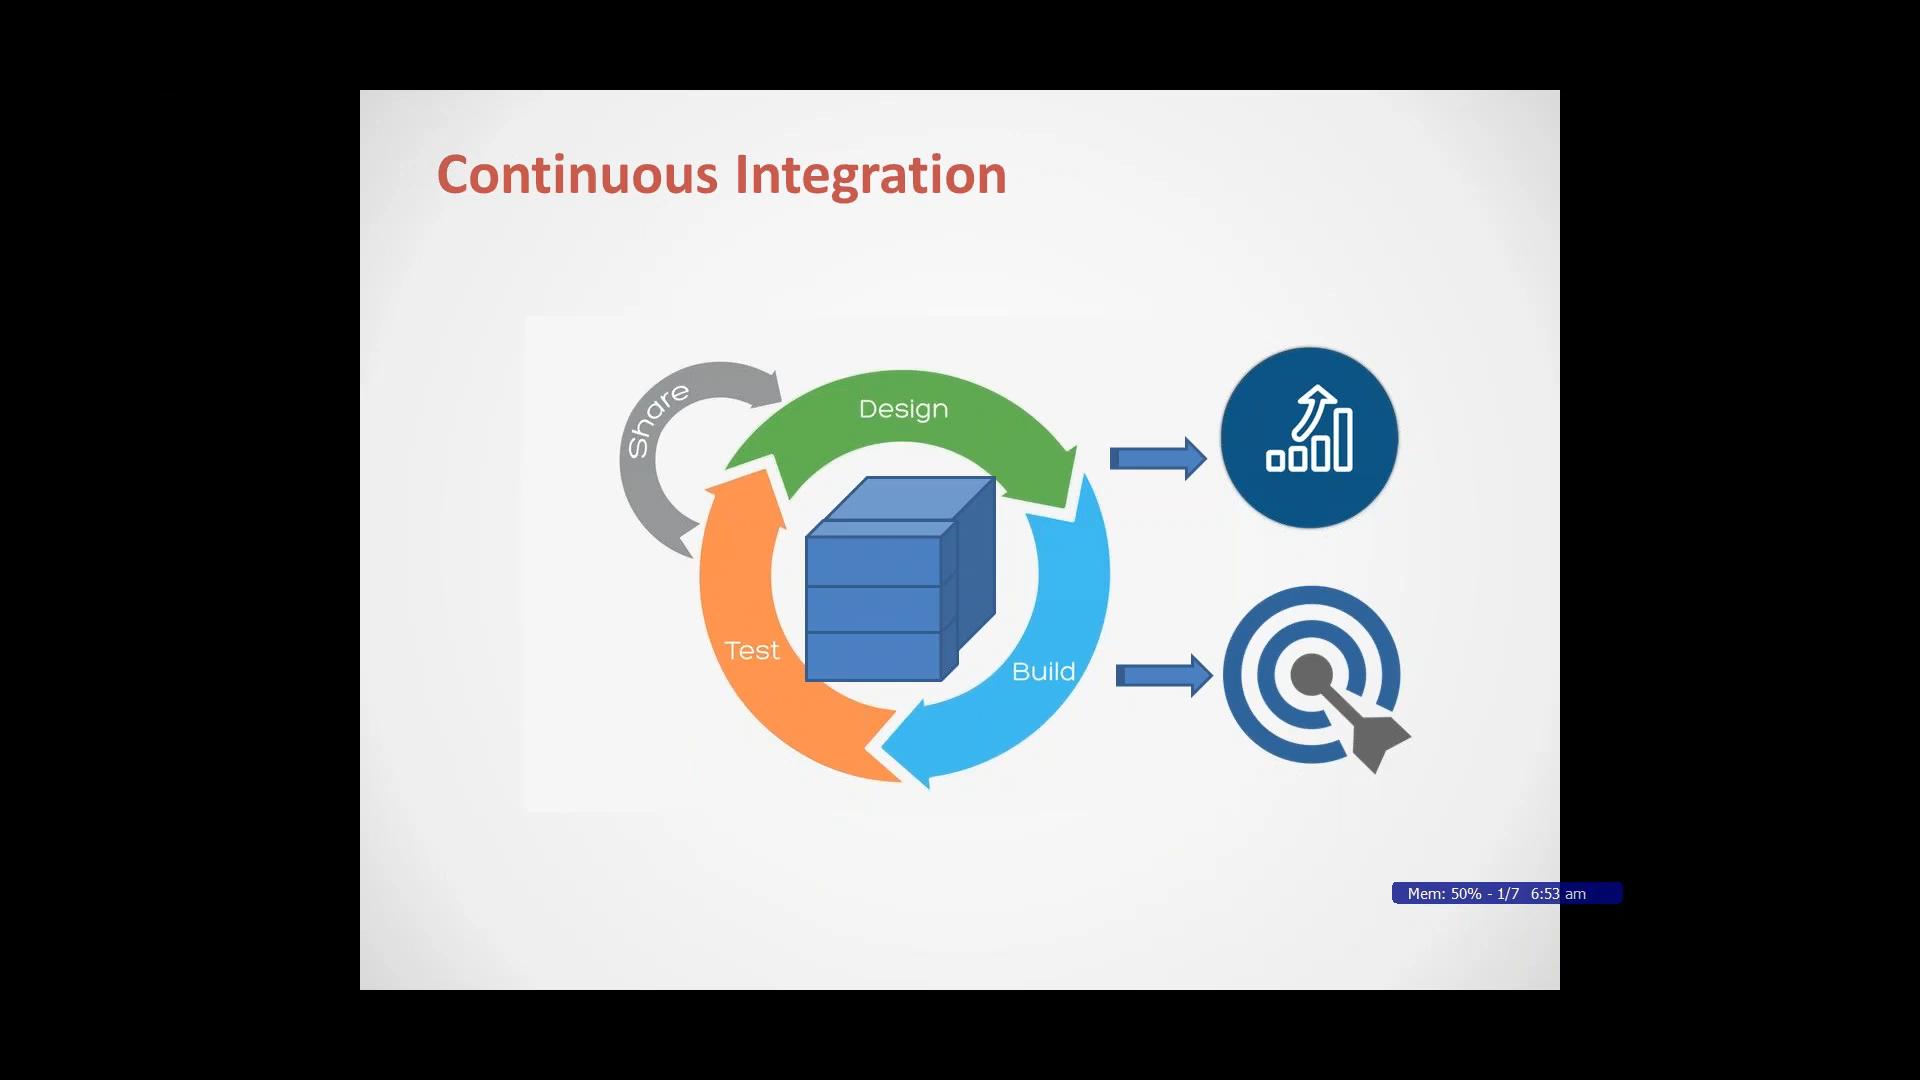 Continuous Integration
Share
Design
Test
Build
Mem: 50% - 1/7 6:53 am